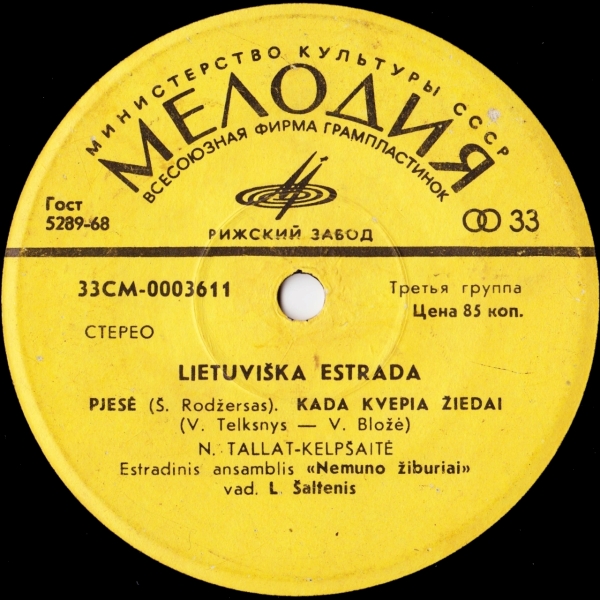 МИНИСТЕРСТВО КУЛЬТУРЫ СССР
МЕЛОДИЯ
ВСЕСОЮЗНАЯ ФИРМА ГРАМПЛАСТИНОК
Гост
5289-68
33
РИЖСКИЙ ЗАВОД
33СМ-0003611
Третья группа
Цена 85 коп.
СТЕРЕО
LIETUVIŠKA ESTRADA
PJESĖ (Š. Rodžersas). KADA KVEPIA ŽIEDAI
(V. Telksnys — V. Bložė)
N. TALLAT-KELPŠAITĖ
Estradinis ansamblis «Nemuno žiburiai»
vad. L. Šaltenis